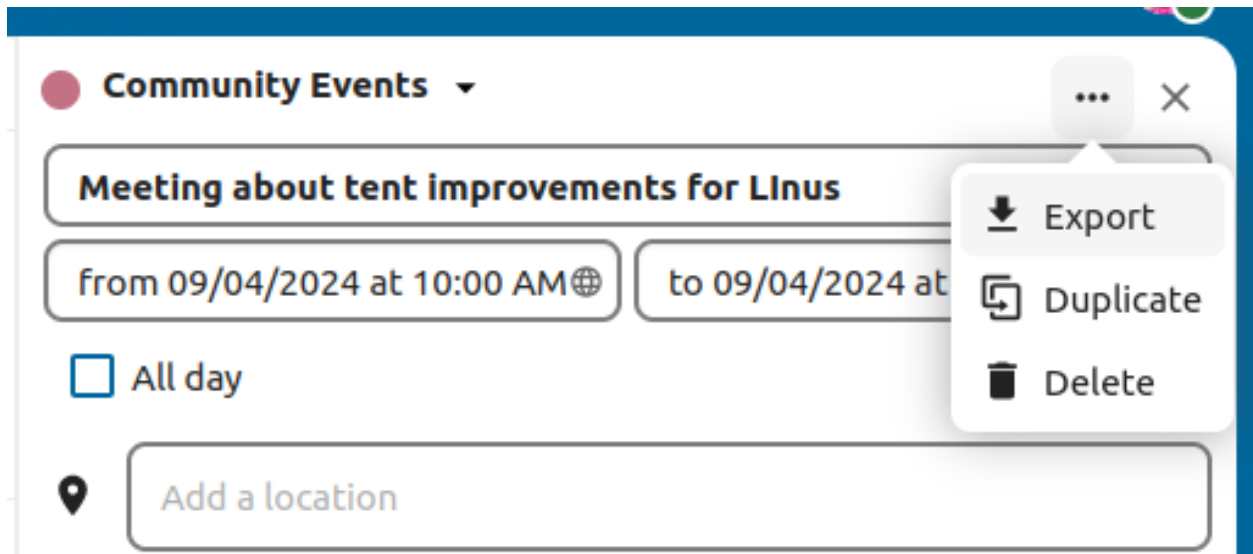 Community Events
Meeting about tent improvements for LInus
from 09/04/2024 at 10:00 AM
to 09/04/2024 at
All day
Add a location
Export
Duplicate
Delete